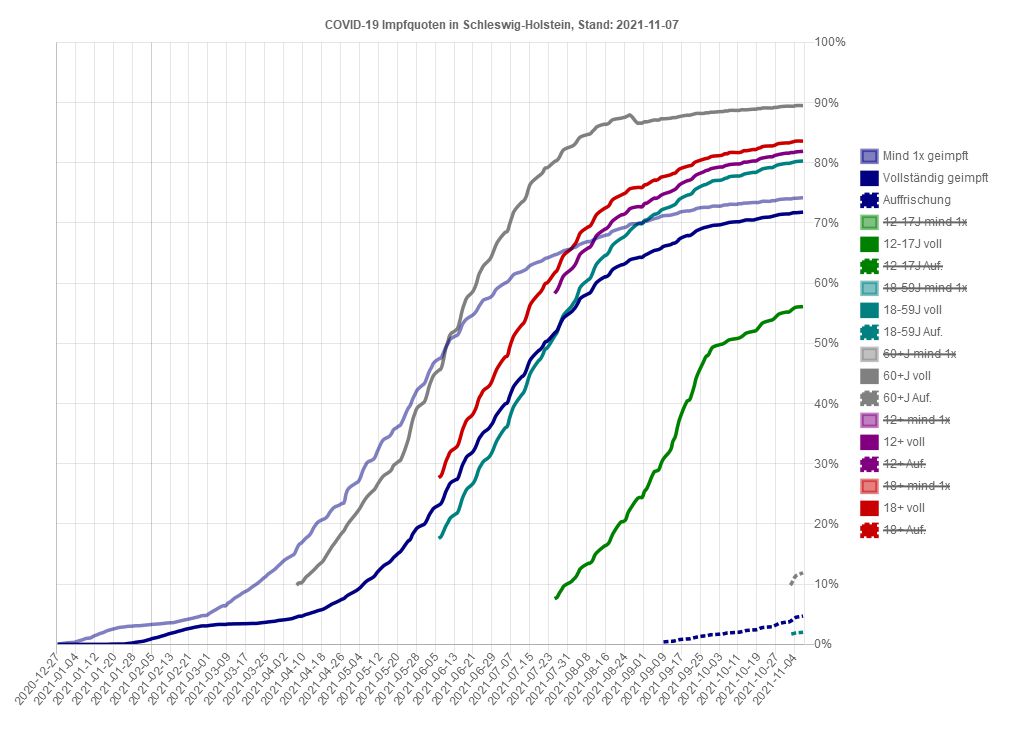 COVID-19 Impfquoten in Schleswig-Holstein, Stand: 2021-11-07
100%
90%
80%
70%
60%
50%
40%
30%
20%
10%
0%
Mind 1x geimpft
Vollständig geimpft
Auffrischung
12-17J mind 1x
12-17J voll
12-17J Auf.
18-59J mind 1x
18-59J voll
18-59J Auf.
60+J mind 1x
60+J voll
60+J Auf.
12+ mind 1x
12+ voll
12+ Auf.
18+ mind 1x
18+ voll
18+ Auf.
2020-12-27
2021-01-04
2021-01-12
2021-01-20
2021-01-28
2021-02-05
2021-02-13
2021-02-21
2021-03-01
2021-03-09
2021-03-17
2021-03-25
2021-04-02
2021-04-10
2021-04-18
2021-04-26
2021-05-04
2021-05-12
2021-05-20
2021-05-28
2021-06-05
2021-06-13
2021-06-21
2021-06-29
2021-07-07
2021-07-15
2021-07-23
2021-07-31
2021-08-08
2021-08-16
2021-08-24
2021-09-01
2021-09-09
2021-09-17
2021-09-25
2021-10-03
2021-10-11
2021-10-19
2021-10-27
2021-11-04